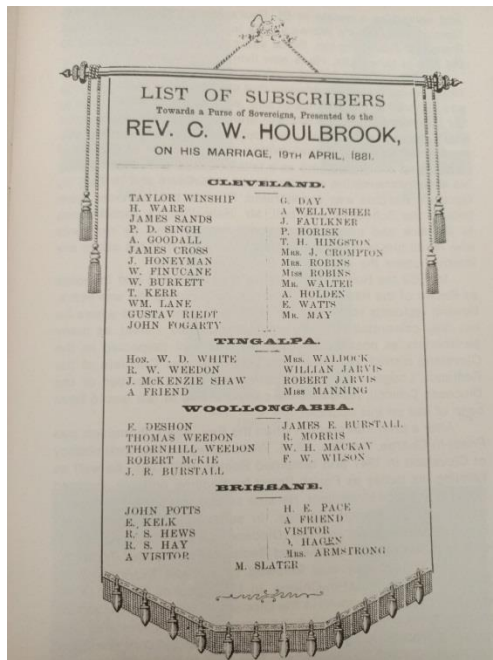 LIST OF SUBSCRIBERS
Towards a Purse of Sovereigns, Presented to the
REV. C. W. HOULBROOK,
ON HIS MARRIAGE, 19TH APRIL, 1881.
CLEVELAND.
TAYLOR WINSHIP
H. WARE
JAMES SANDS
P. D. SINGH
A. GOODALL
JAMES CROSS
J. HONEYMAN
W. FINUCANE
W. BURKETT
T. KERR
WM. LANE
GUSTAV RIEDT
JOHN FOGARTY
G. DAY
A WELLWISHER
J. FAULKNER
P. HORISK
T. H. HINGSTON
MRS. J. CROMPTON
MRS. ROBINS
MISS ROBINS
MR. WALTER
A. HOLDEN
E. WATTS
MR. MAY
TINGALPA.
HON. W. D. WHITE
R. W. WEEDON
J. MCKENZIE SHAW
A FRIEND
MRS. WALDOCK
WILLIAN JARVIS
ROBERT JARVIS
MISS MANNING
WOOLLONGABBA.
F. DESHON
THOMAS WEEDON
THORNHILL WEEDON
ROBERT MCKIE
J. R. BURSTALL
JAMES E. BURSTALL
R. MORRIS
W. H. MACKAY
F. W. WILSON
BRISBANE.
JOHN POTTS
E. KELK
R. S. HEWS
R. S. HAY
A VISITOR
H. E. PACE
A FRIEND
VISITOR
HAGEN
MRS. ARMSTRONG
M. SLATER